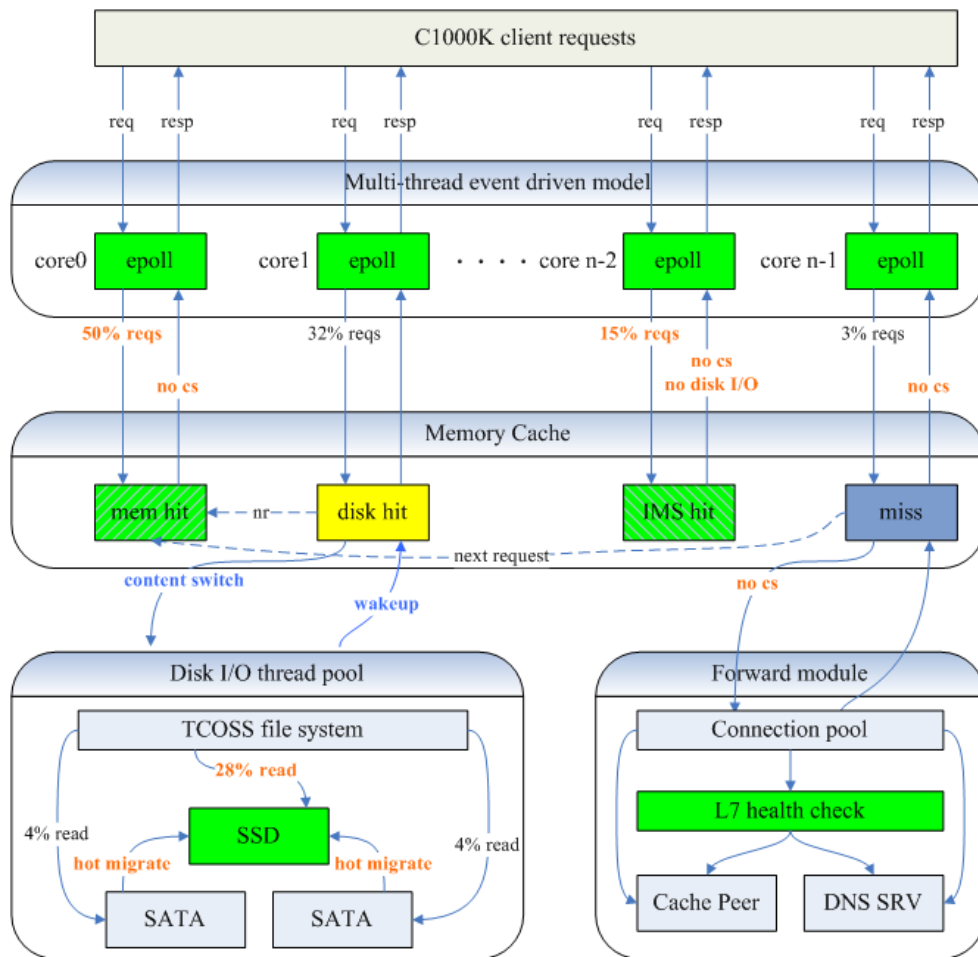 C1000K client requests
req resp req resp req resp req resp
Multi-thread event driven model
core0 epoll core1 epoll · · · · core n-2 epoll core n-1 epoll
50% reqs 32% reqs 15% reqs 3% reqs
no cs
no cs
no disk I/O
no cs
Memory Cache
mem hit nr disk hit IMS hit miss
next request
content switch
wakeup
no cs
Disk I/O thread pool
TCOSS file system
28% read
4% read
SSD
4% read
hot migrate hot migrate
SATA SATA
Forward module
Connection pool
L7 health check
Cache Peer DNS SRV